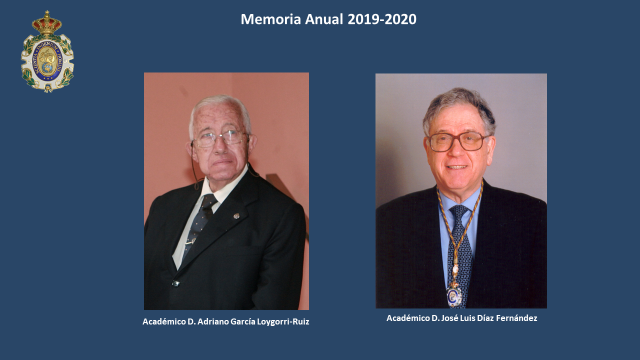 Memoria Anual 2019-2020
Académico D. Adriano García Loygorri-Ruiz
Académico D. José Luis Díaz Fernández